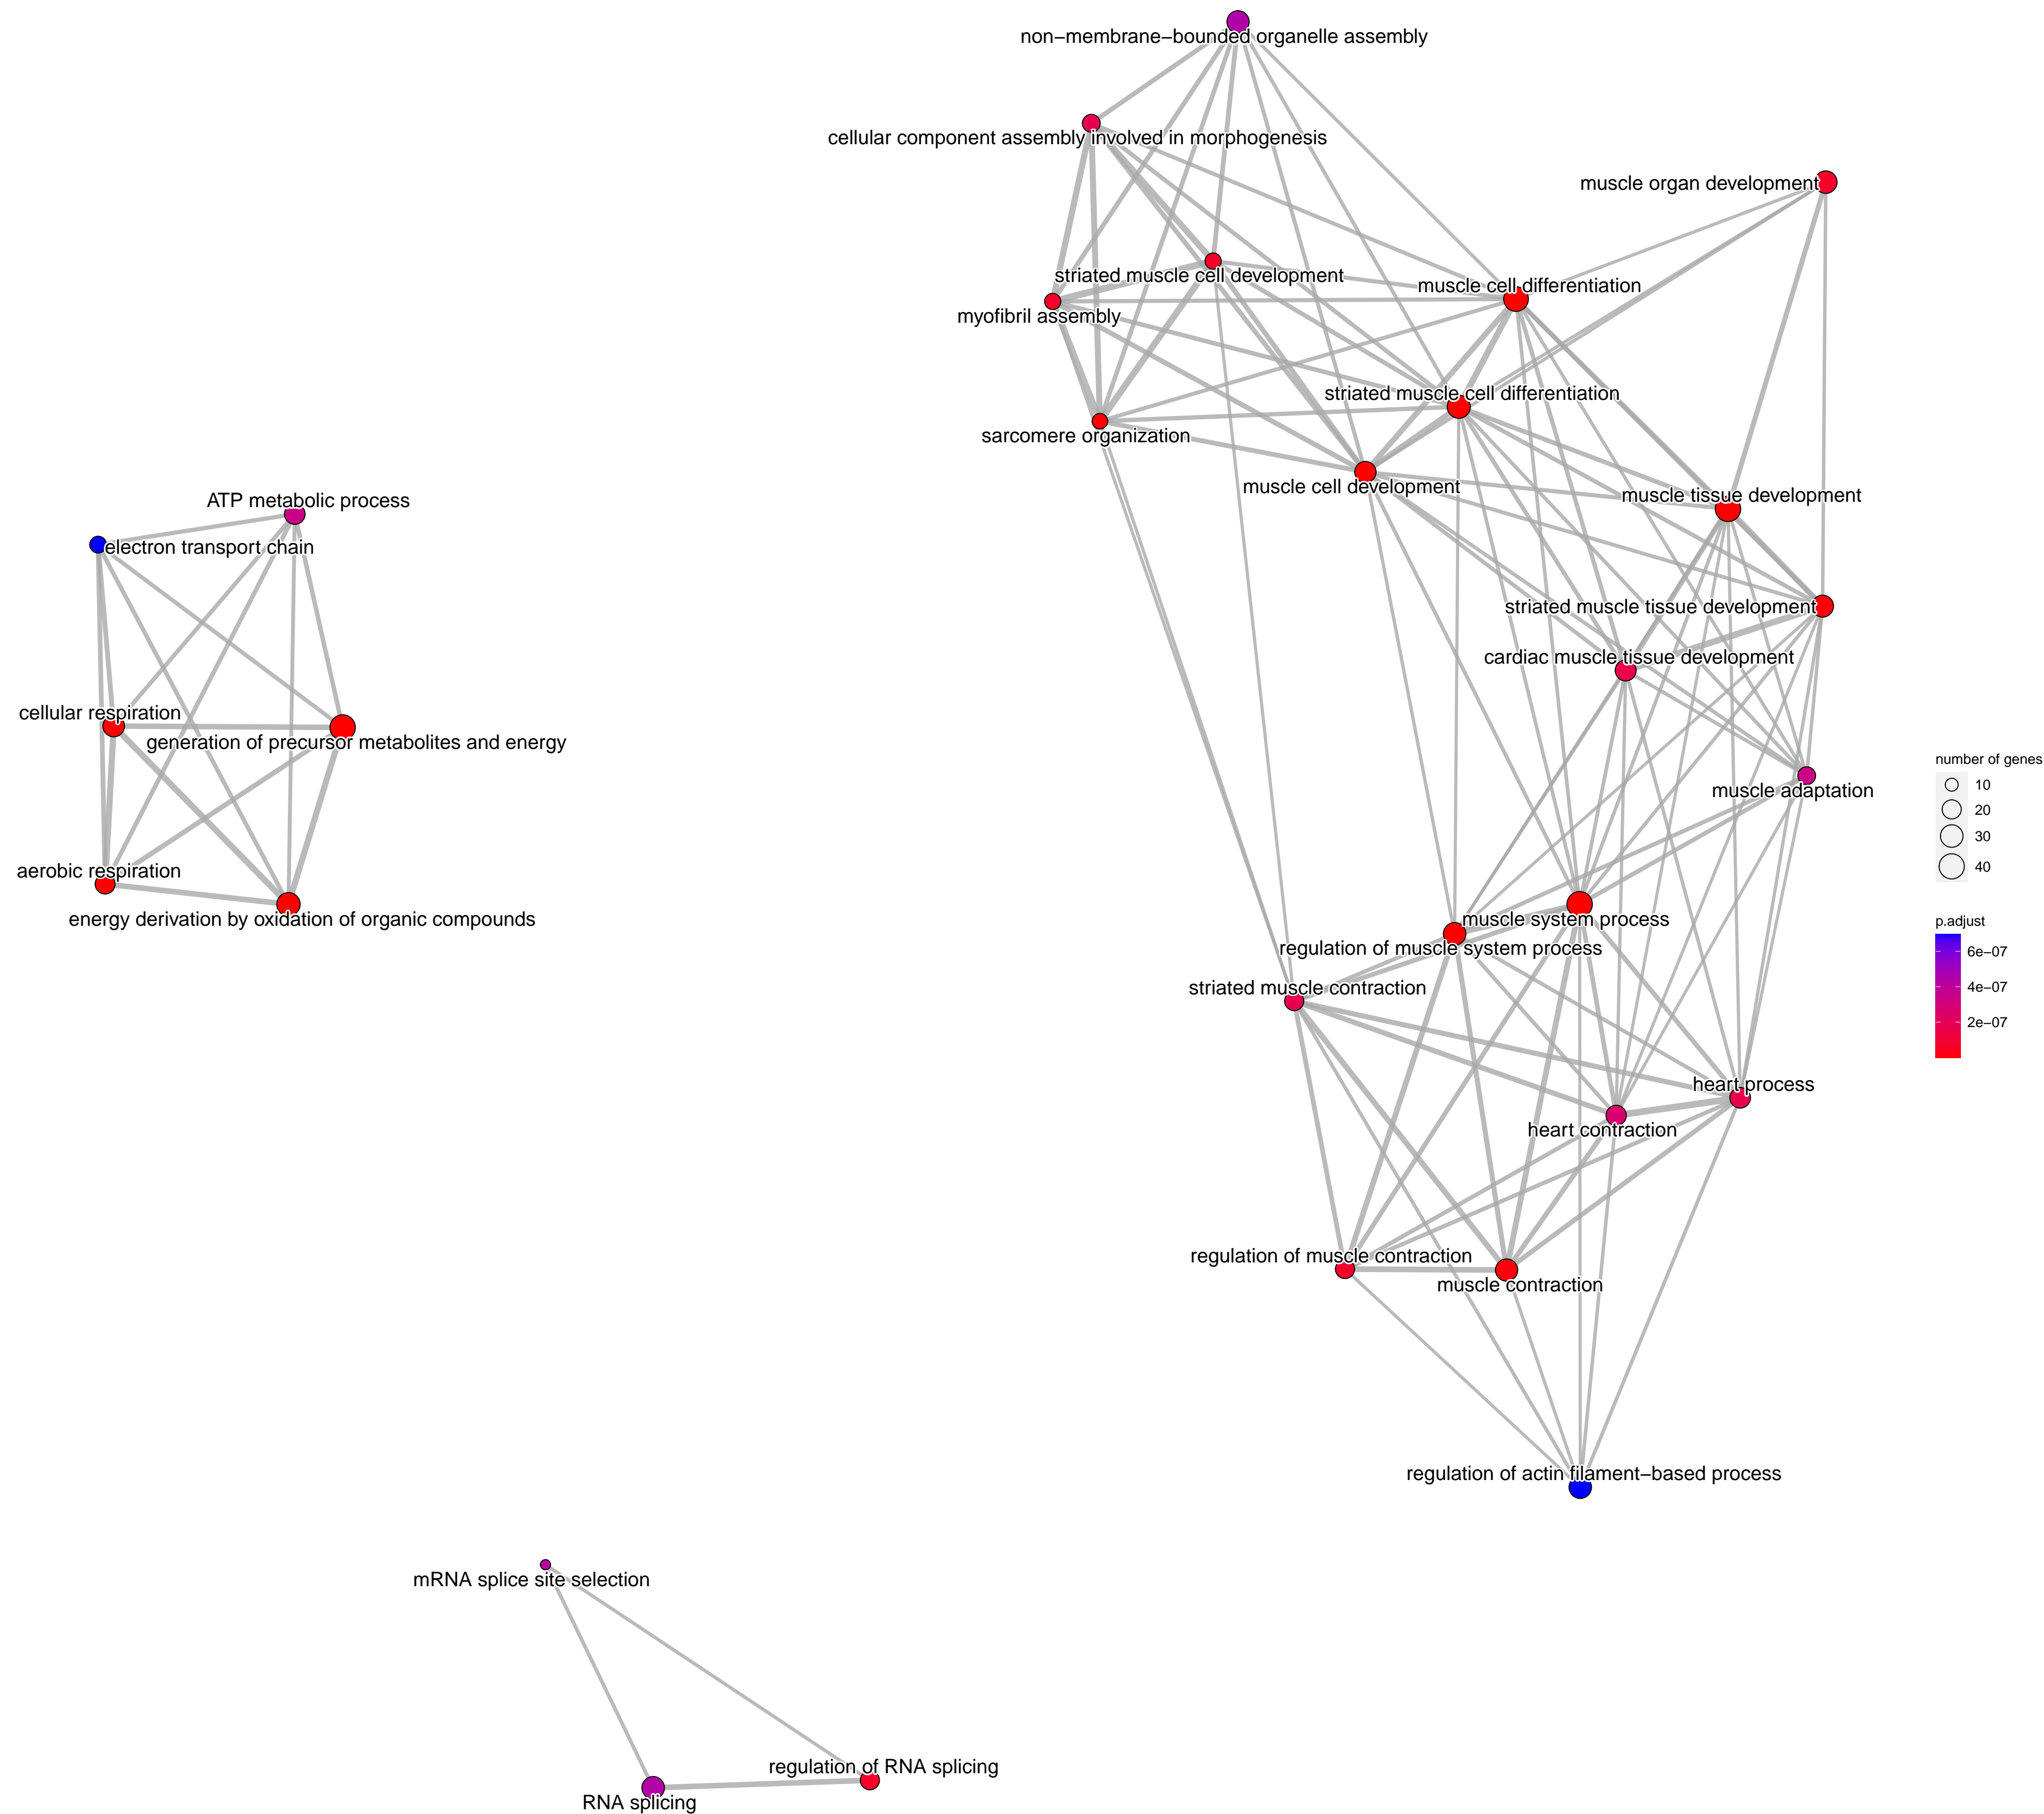 non−membrane−bounded organelle assembly
cellular component assembly involved in morphogenesis
muscle organ development
striated muscle cell development
muscle cell differentiation
myofibril assembly
striated muscle cell differentiation
sarcomere organization
muscle cell development
muscle tissue development
ATP metabolic process
electron transport chain
striated muscle tissue development
cardiac muscle tissue development
cellular respiration
generation of precursor metabolites and energy
muscle adaptation
aerobic respiration
energy derivation by oxidation of organic compounds
muscle system process
regulation of muscle system process
striated muscle contraction
heart process
heart contraction
regulation of muscle contraction
muscle contraction
regulation of actin filament−based process
mRNA splice site selection
regulation of RNA splicing
RNA splicing
number of genes
10
20
30
40
p.adjust
6e−07
4e−07
2e−07